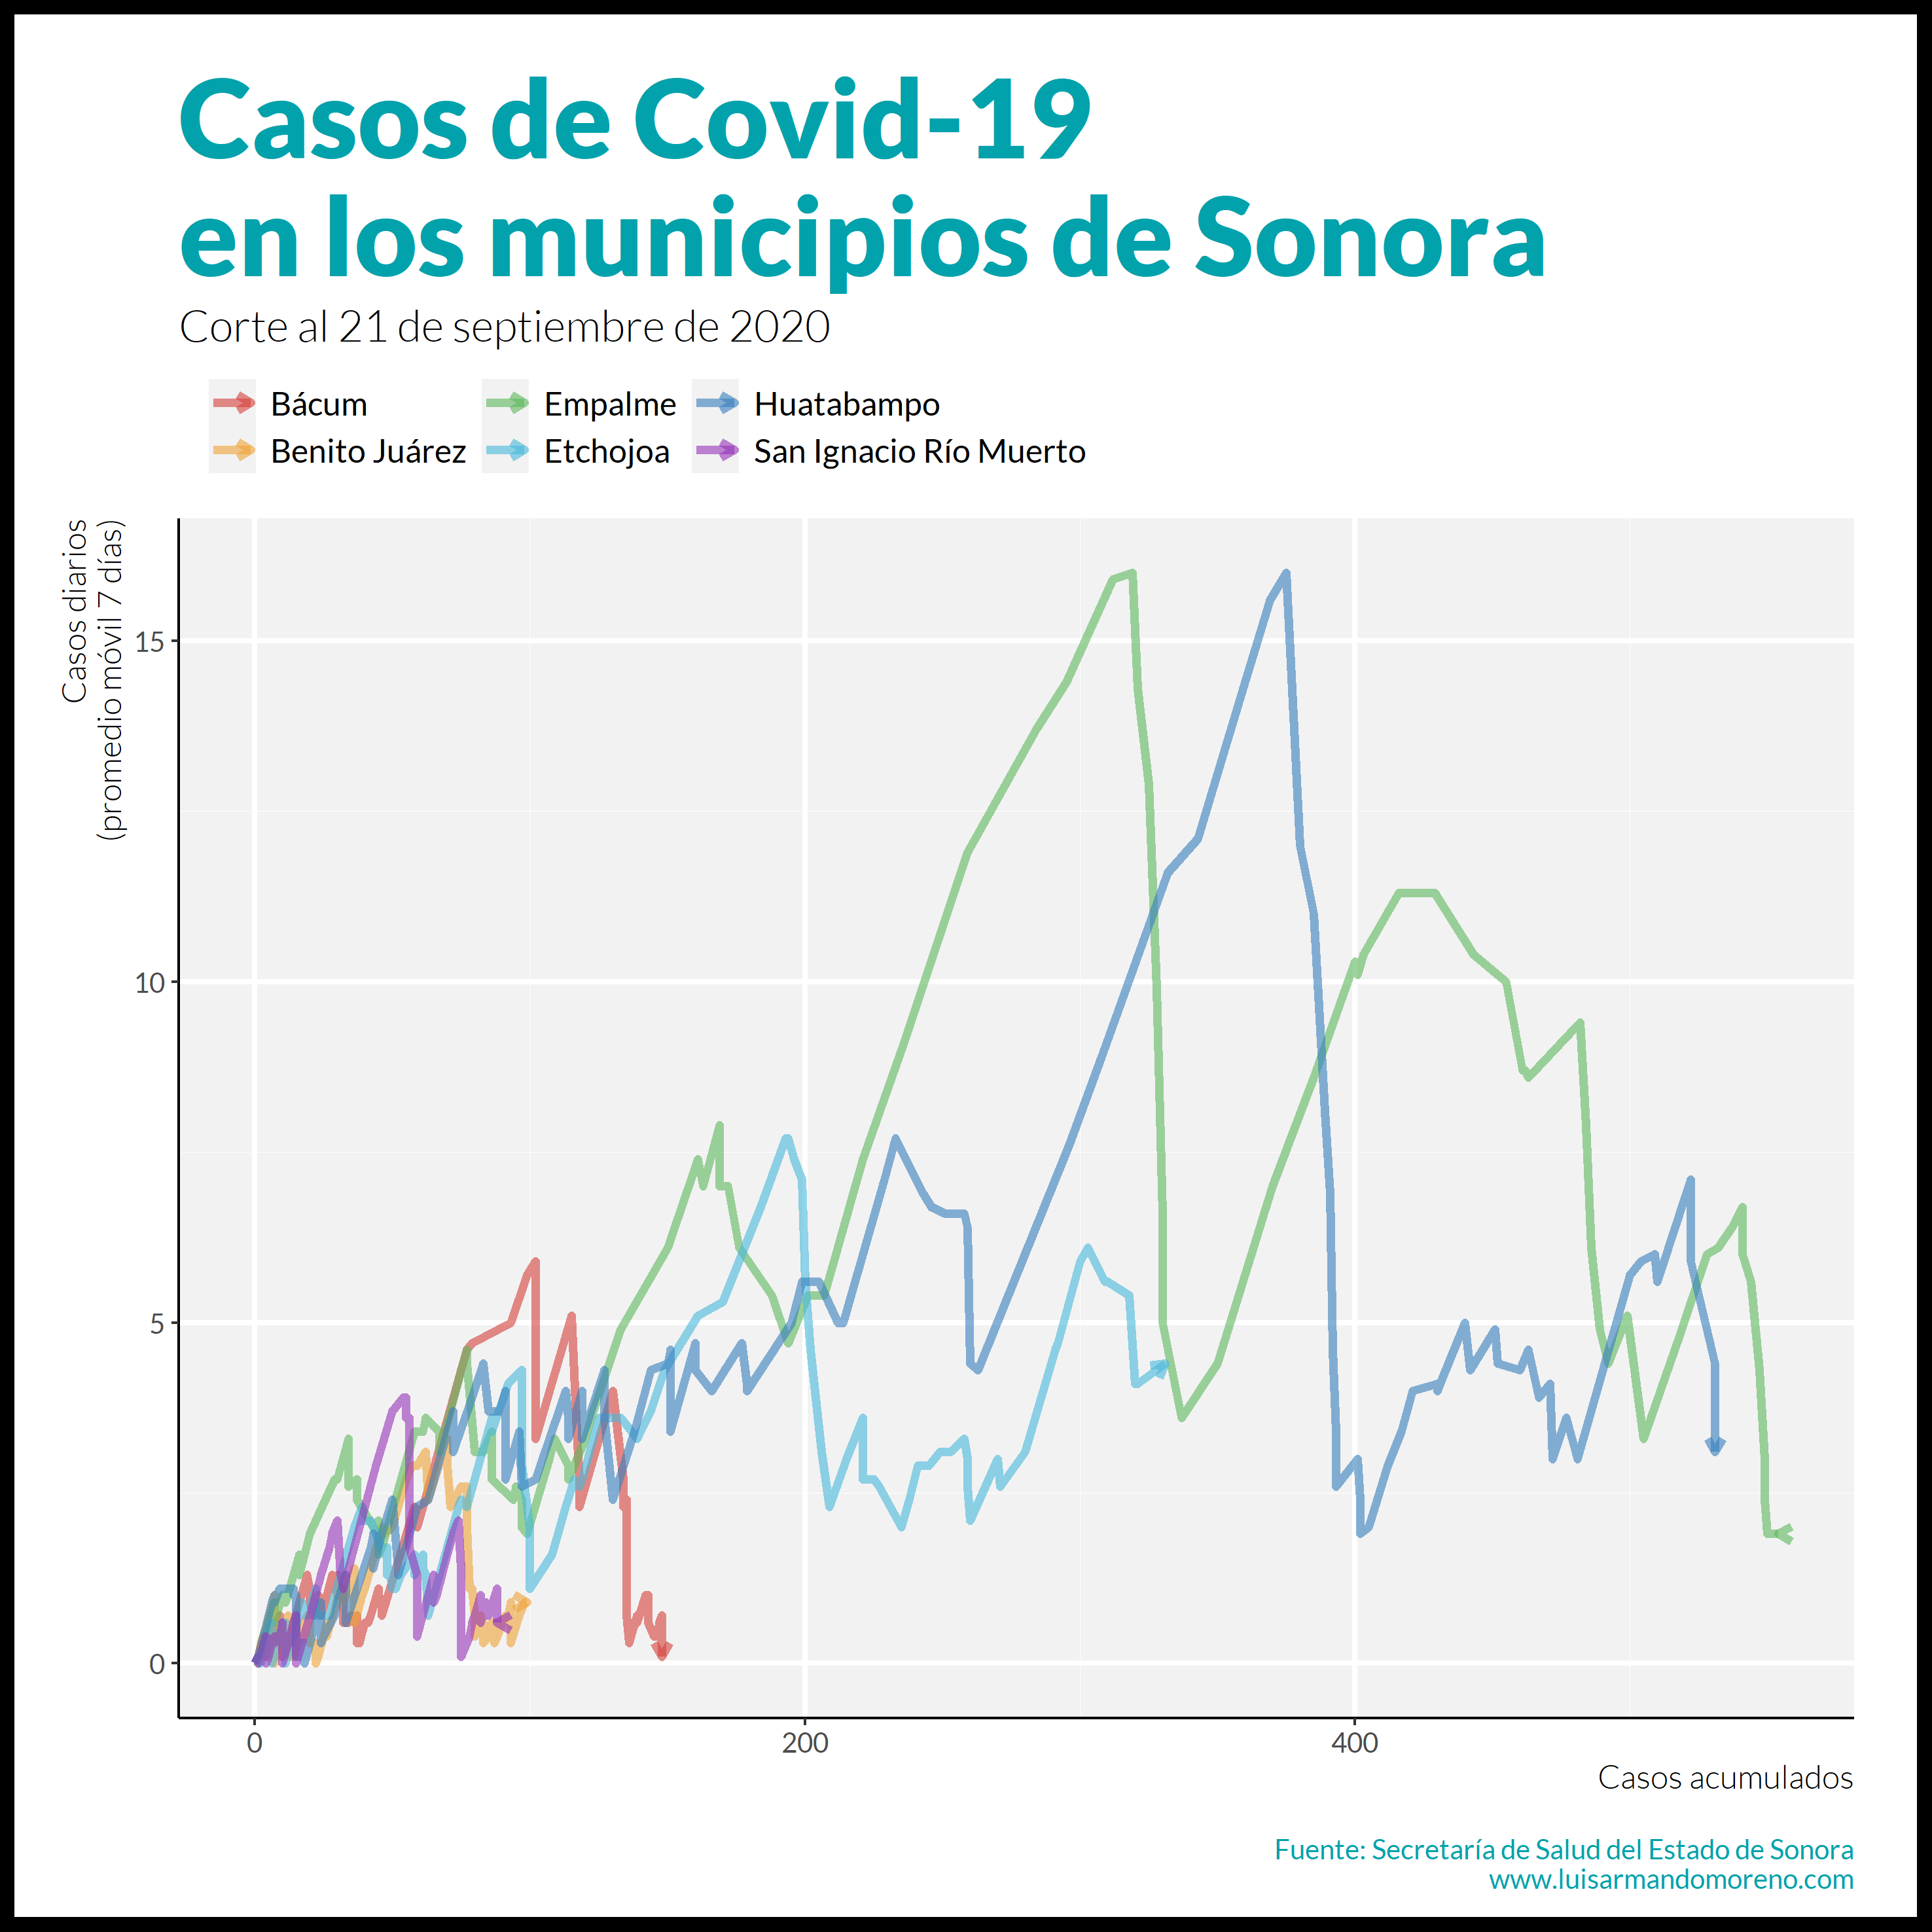 Casos de Covid-19
en los municipios de Sonora
Corte al 21 de septiembre de 2020
Bácum
Empalme
Huatabampo
Benito Juárez
Etchojoa
San Ignacio Río Muerto
Casos diarios
(promedio móvil 7 días)
15
10
5
0
0
200
400
Casos acumulados
Fuente: Secretaría de Salud del Estado de Sonora
www.luisarmandomoreno.com